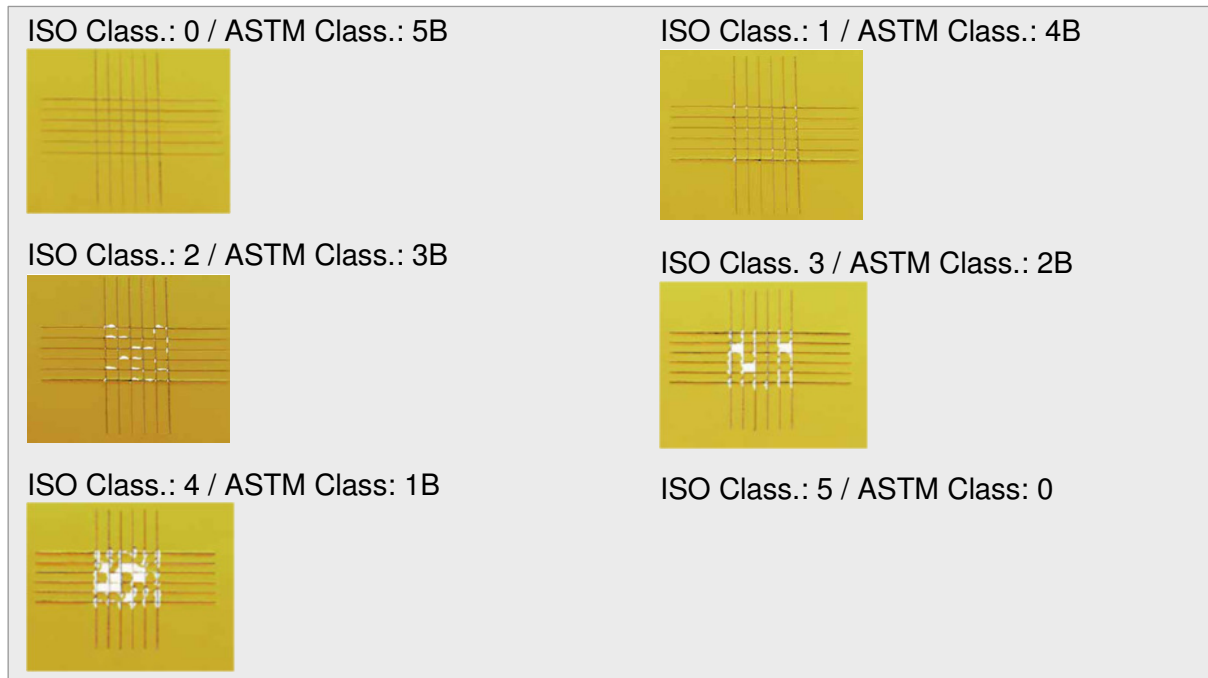 ISO Class.: 0 / ASTM Class.: 5B
ISO Class.: 1 / ASTM Class.: 4B
ISO Class.: 2 / ASTM Class.: 3B
ISO Class. 3 / ASTM Class.: 2B
ISO Class.: 4 / ASTM Class: 1B
ISO Class.: 5 / ASTM Class: 0